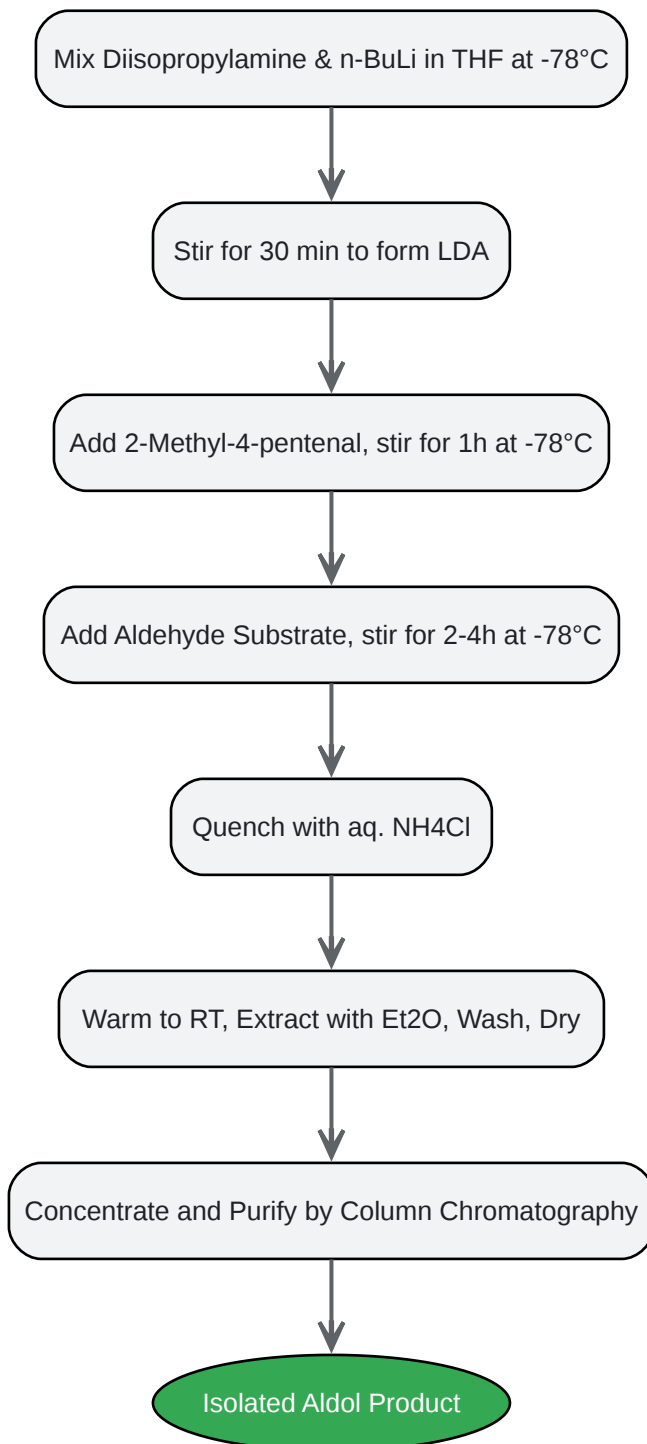 Mix Diisopropylamine & n-BuLi in THF at -78°C
Stir for 30 min to form LDA
Add 2-Methyl-4-pentenal, stir for 1h at -78°C
Add Aldehyde Substrate, stir for 2-4h at -78°C
Quench with aq. NH4Cl
Warm to RT, Extract with Et2O, Wash, Dry
Concentrate and Purify by Column Chromatography
Isolated Aldol Product